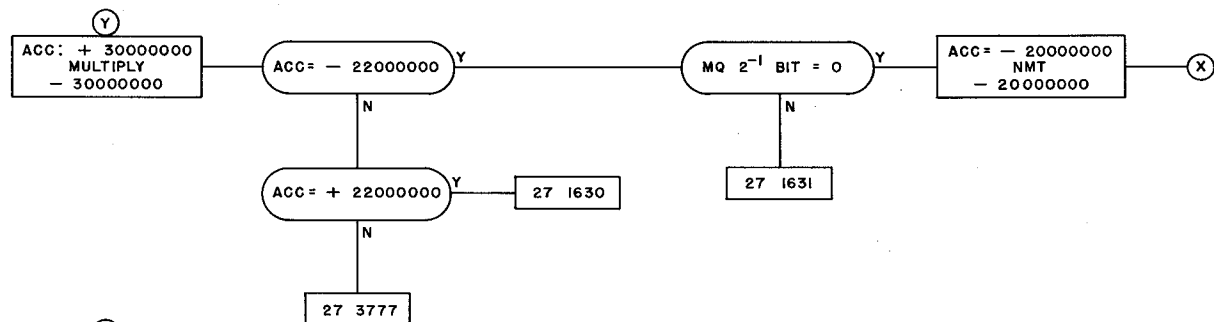 Y
ACC: + 30000000
MULTIPLY
- 30000000
ACC= - 22000000
Y
MQ 2⁻¹ BIT = 0
Y
ACC= - 20000000
NMT
- 20000000
X
N
N
ACC= + 22000000
Y
27 1630
27 1631
N
27 3777